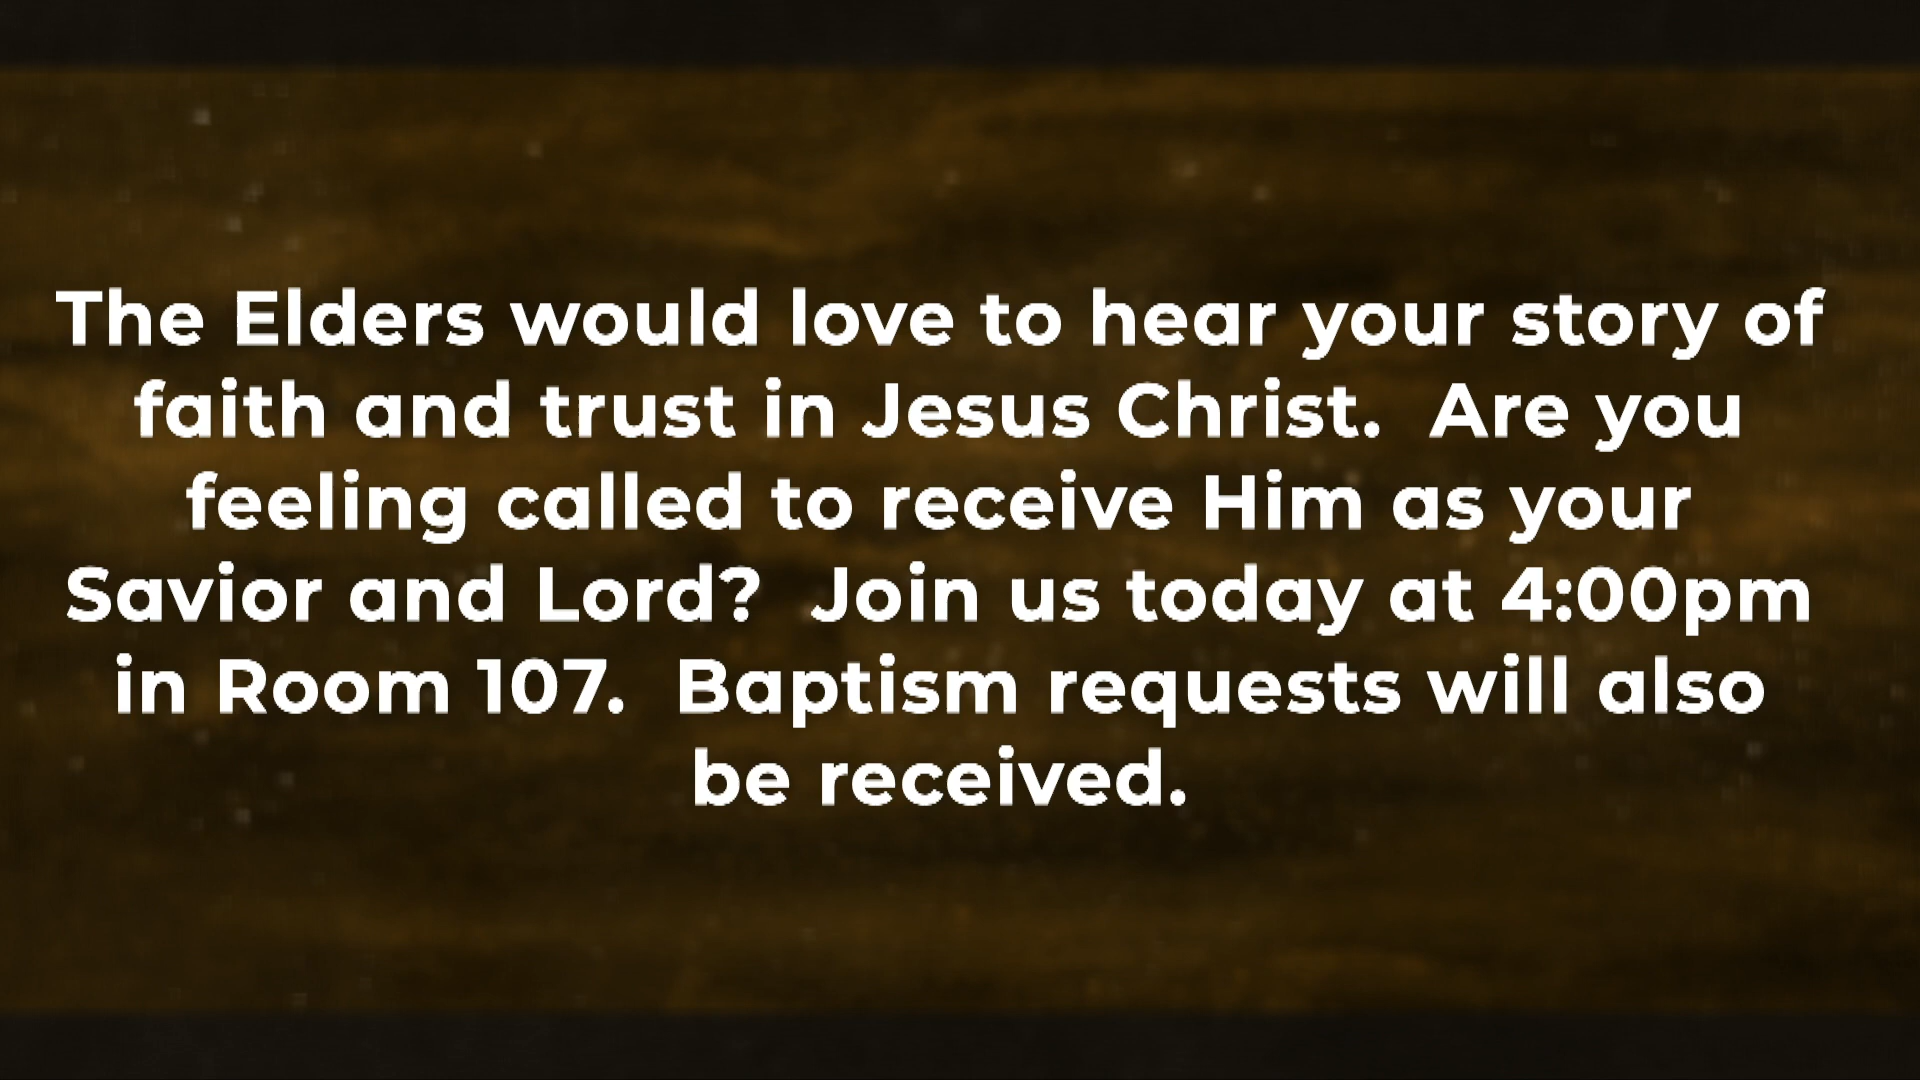 The Elders would love to hear your story of
faith and trust in Jesus Christ.  Are you
feeling called to receive Him as your
Savior and Lord?  Join us today at 4:00pm
in Room 107.  Baptism requests will also
be received.